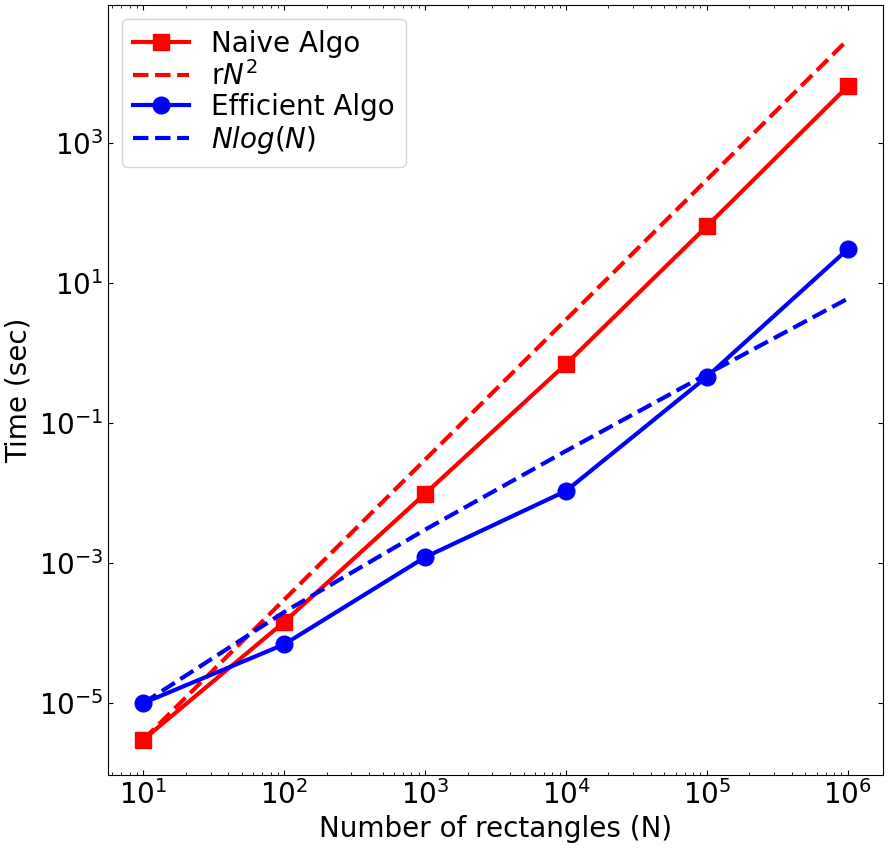 Naive Algo
rN²
Efficient Algo
Nlog(N)
Time (sec)
10³
10¹
10⁻¹
10⁻³
10⁻⁵
10¹ 10² 10³ 10⁴ 10⁵ 10⁶
Number of rectangles (N)